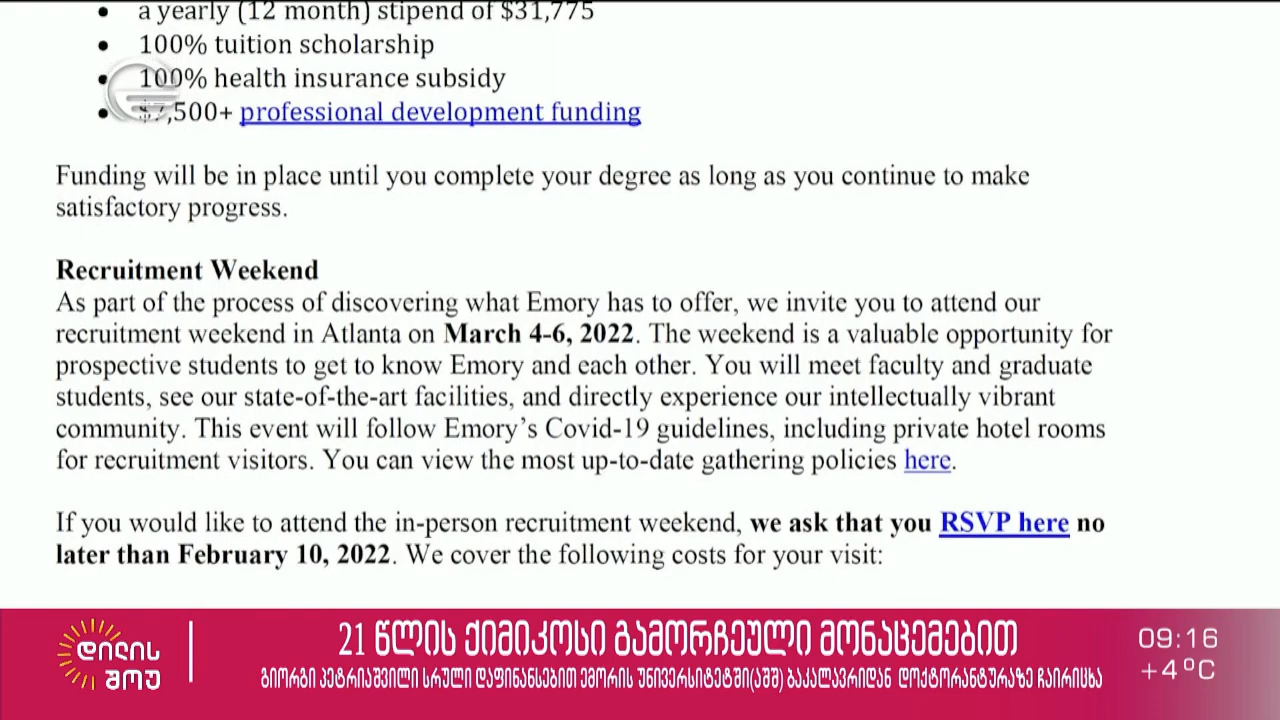 • a yearly (12 month) stipend of $31,775
• 100% tuition scholarship
• 100% health insurance subsidy
• $7,500+ professional development funding
Funding will be in place until you complete your degree as long as you continue to make
satisfactory progress.
Recruitment Weekend
As part of the process of discovering what Emory has to offer, we invite you to attend our
recruitment weekend in Atlanta on March 4-6, 2022. The weekend is a valuable opportunity for
prospective students to get to know Emory and each other. You will meet faculty and graduate
students, see our state-of-the-art facilities, and directly experience our intellectually vibrant
community. This event will follow Emory’s Covid-19 guidelines, including private hotel rooms
for recruitment visitors. You can view the most up-to-date gathering policies here.
If you would like to attend the in-person recruitment weekend, we ask that you RSVP here no
later than February 10, 2022. We cover the following costs for your visit:
დილის
შოუ
21 წლის ქიმიკოსი გამორჩეული მონაცემებით
გიორგი პეტრიაშვილი სრული დაფინანსებით ემორის უნივერსიტეტში(აშშ) ბაკალავრიდან დოქტორანტურაზე ჩაირიცხა
09:16
+4°C